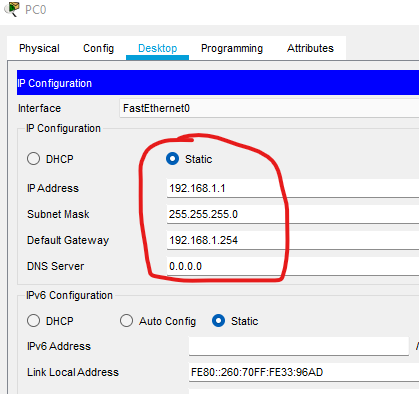 PC0
Physical Config Desktop Programming Attributes
IP Configuration
Interface FastEthernet0
IP Configuration
DHCP Static
IP Address 192.168.1.1
Subnet Mask 255.255.255.0
Default Gateway 192.168.1.254
DNS Server 0.0.0.0
IPv6 Configuration
DHCP Auto Config Static
IPv6 Address /
Link Local Address FE80::260:70FF:FE33:96AD